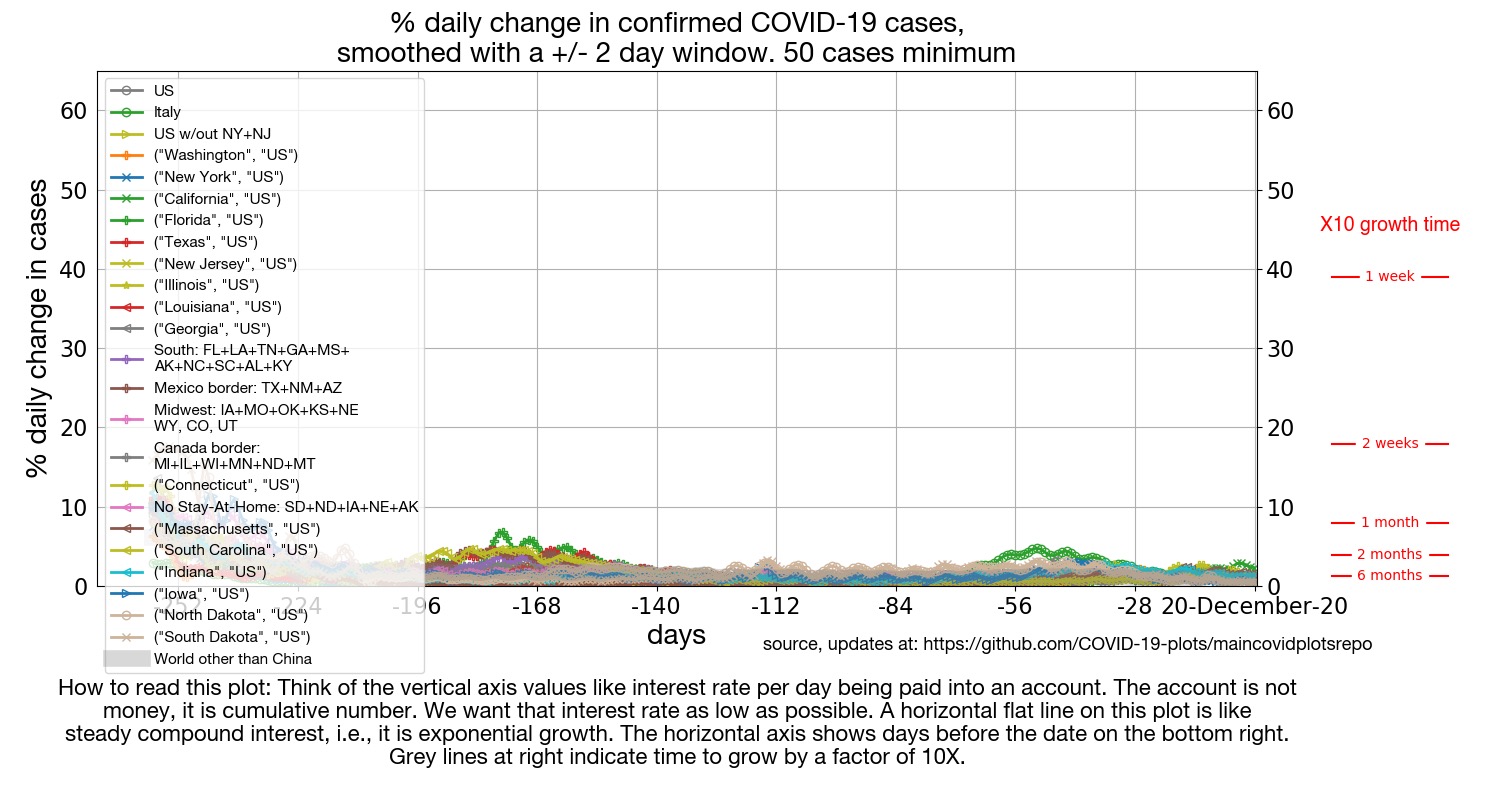 % daily change in confirmed COVID-19 cases,
smoothed with a +/- 2 day window. 50 cases minimum
% daily change in cases
60
50
40
30
20
10
0
US
Italy
US w/out NY+NJ
("Washington", "US")
("New York", "US")
("California", "US")
("Florida", "US")
("Texas", "US")
("New Jersey", "US")
("Illinois", "US")
("Louisiana", "US")
("Georgia", "US")
South: FL+LA+TN+GA+MS+
AK+NC+SC+AL+KY
Mexico border: TX+NM+AZ
Midwest: IA+MO+OK+KS+NE
WY, CO, UT
Canada border:
MI+IL+WI+MN+ND+MT
("Connecticut", "US")
No Stay-At-Home: SD+ND+IA+NE+AK
("Massachusetts", "US")
("South Carolina", "US")
("Indiana", "US")
("Iowa", "US")
("North Dakota", "US")
("South Dakota", "US")
World other than China
60
50
40
30
20
10
0
X10 growth time
1 week
2 weeks
1 month
2 months
6 months
-252 -224 -196 -168 -140 -112 -84 -56 -28 20-December-20
days
source, updates at: https://github.com/COVID-19-plots/maincovidplotsrepo
How to read this plot: Think of the vertical axis values like interest rate per day being paid into an account. The account is not
money, it is cumulative number. We want that interest rate as low as possible. A horizontal flat line on this plot is like
steady compound interest, i.e., it is exponential growth. The horizontal axis shows days before the date on the bottom right.
Grey lines at right indicate time to grow by a factor of 10X.